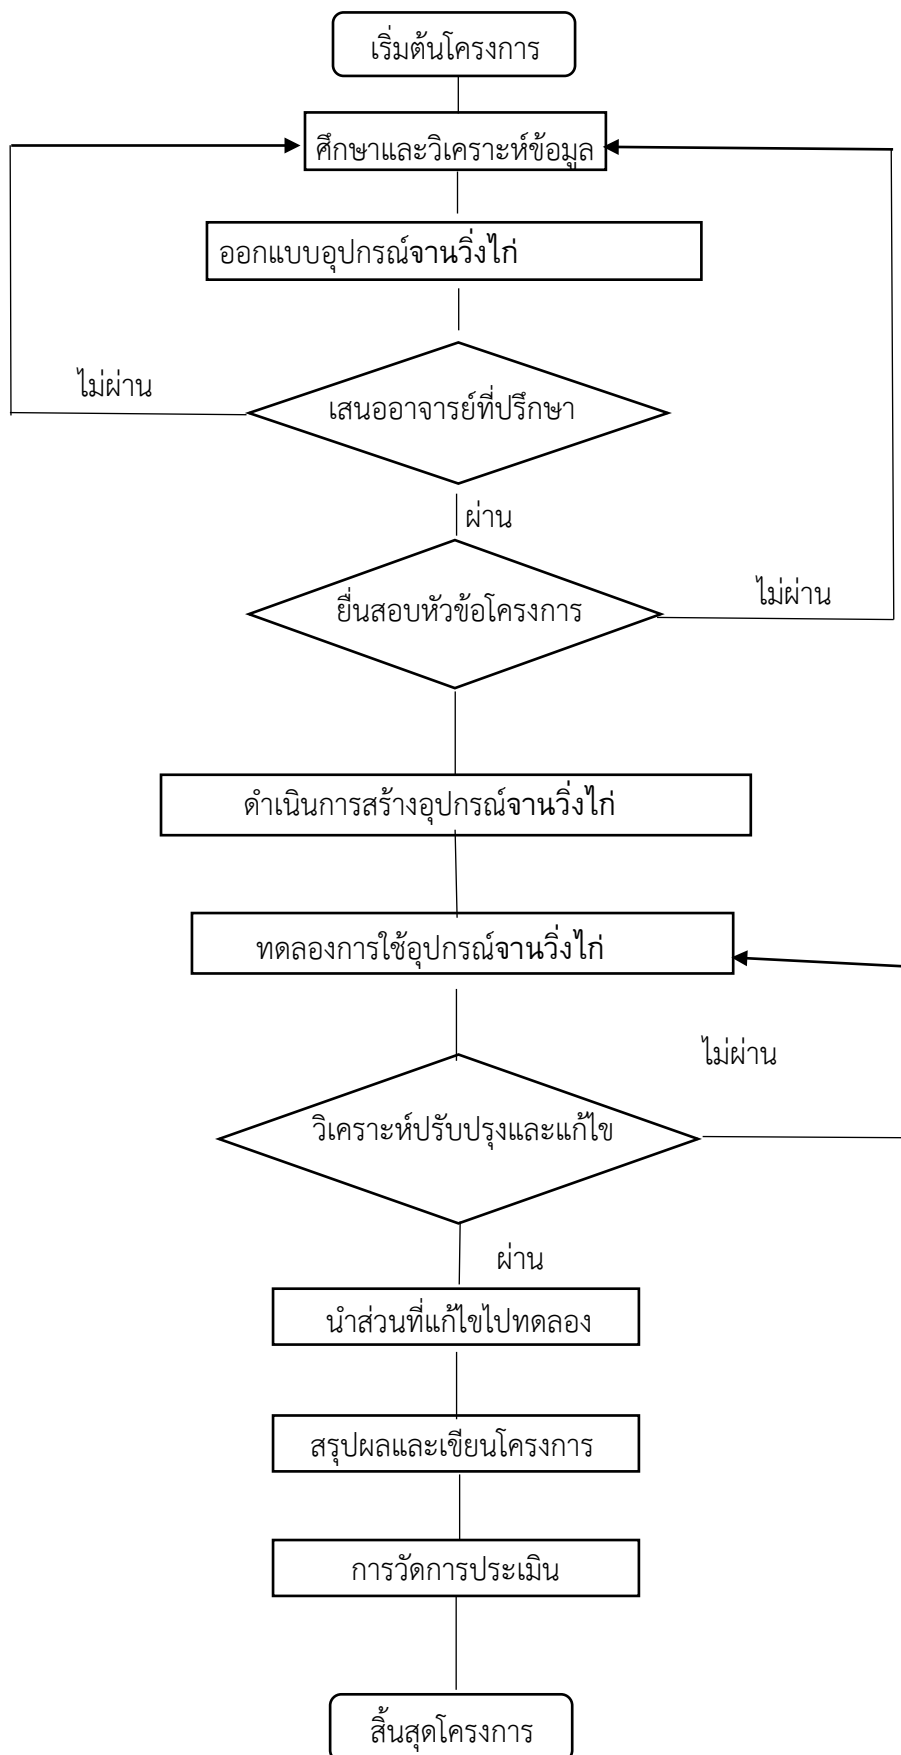 เริ่มต้นโครงการ
ศึกษาและวิเคราะห์ข้อมูล
ออกแบบอุปกรณ์จานวิ่งไก่
ไม่ผ่าน
เสนออาจารย์ที่ปรึกษา
ผ่าน
ยื่นสอบหัวข้อโครงการ
ไม่ผ่าน
ดำเนินการสร้างอุปกรณ์จานวิ่งไก่
ทดลองการใช้อุปกรณ์จานวิ่งไก่
ไม่ผ่าน
วิเคราะห์ปรับปรุงและแก้ไข
ผ่าน
นำส่วนที่แก้ไขไปทดลอง
สรุปผลและเขียนโครงการ
การวัดการประเมิน
สิ้นสุดโครงการ